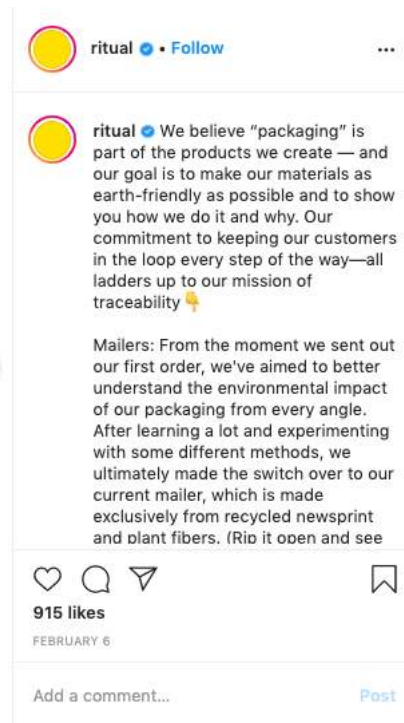 ritual • Follow
ritual We believe “packaging” is
part of the products we create — and
our goal is to make our materials as
earth-friendly as possible and to show
you how we do it and why. Our
commitment to keeping our customers
in the loop every step of the way—all
ladders up to our mission of
traceability👇
Mailers: From the moment we sent out
our first order, we've aimed to better
understand the environmental impact
of our packaging from every angle.
After learning a lot and experimenting
with some different methods, we
ultimately made the switch over to our
current mailer, which is made
exclusively from recycled newsprint
and plant fibers. (Rip it open and see
915 likes
FEBRUARY 6
Add a comment...
Post